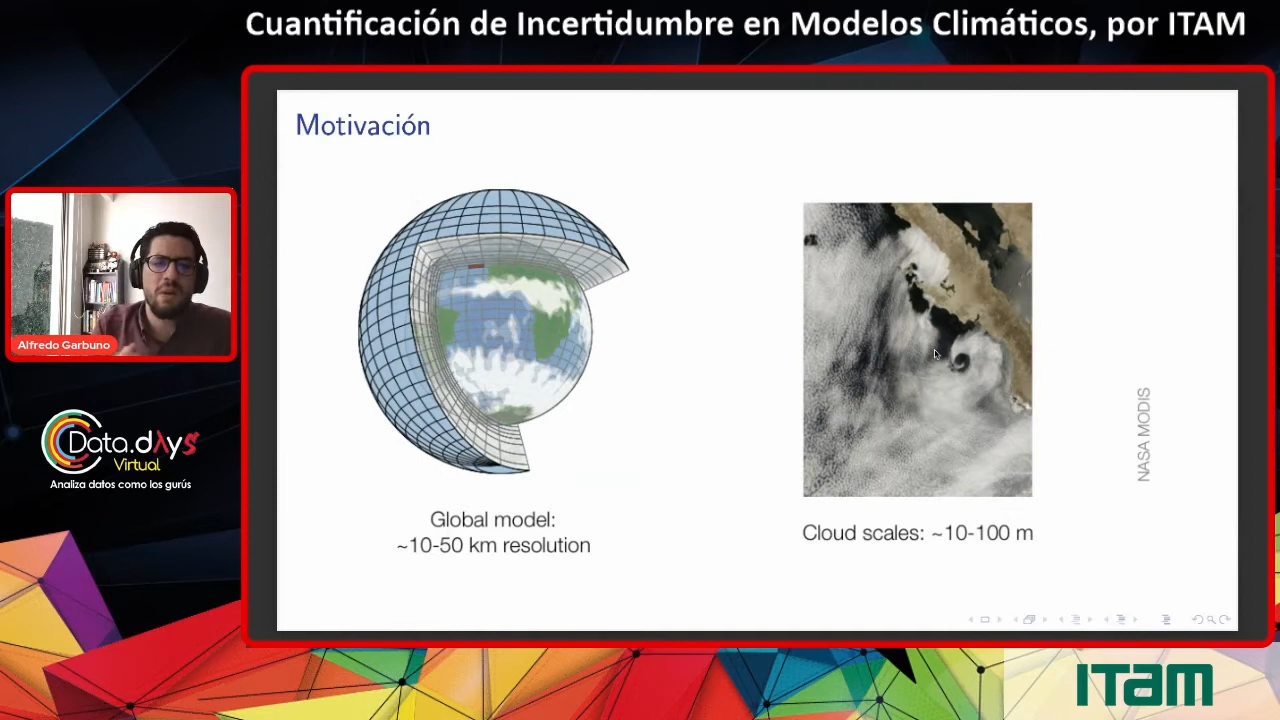 Cuantificación de Incertidumbre en Modelos Climáticos, por ITAM
Motivación
Alfredo Garbuno
Data.dλys
Virtual
Analiza datos como los gurús
Global model:
~10-50 km resolution
Cloud scales: ~10-100 m
NASA MODIS
ITAM